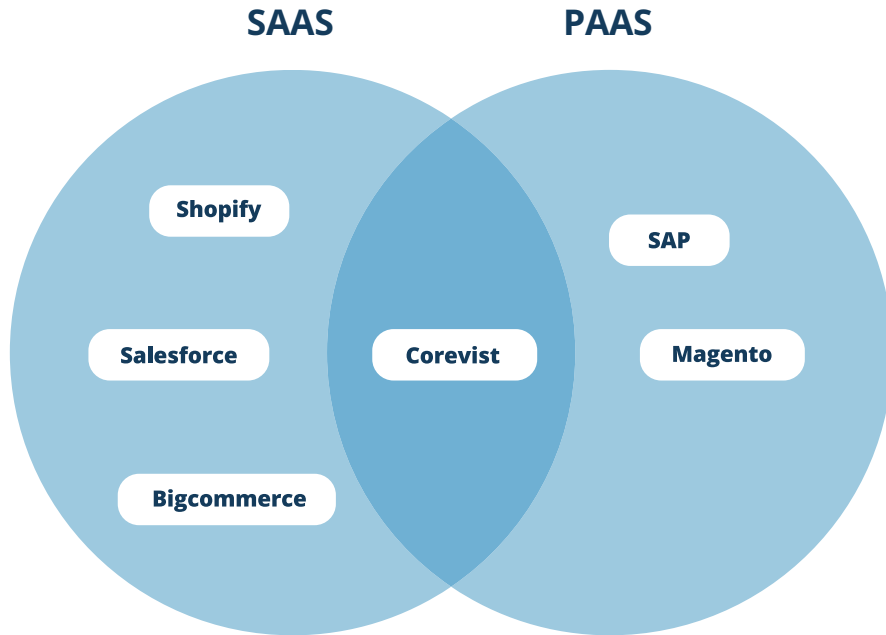 SAAS
PAAS
Shopify
SAP
Salesforce
Corevist
Magento
Bigcommerce